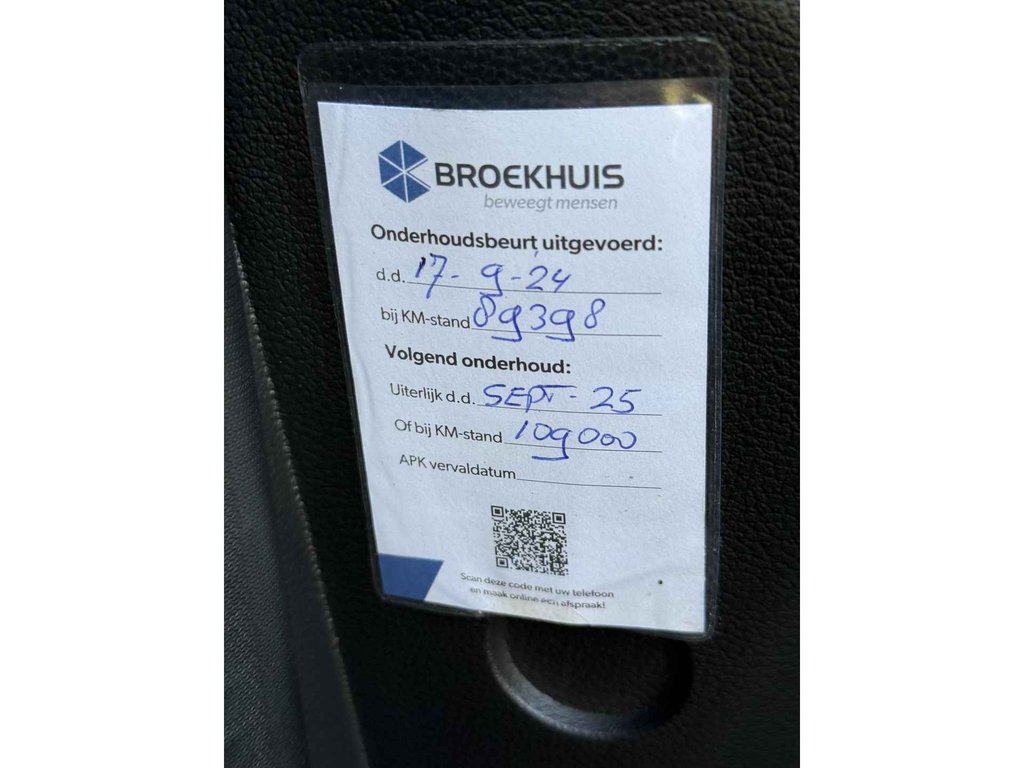 BROEKHUIS
beweegt mensen
Onderhoudsbeurt uitgevoerd:
d.d. 17-9-24
bij KM-stand 89398
Volgend onderhoud:
Uiterlijk d.d. SEPT-25
Of bij KM-stand 109000
APK vervaldatum
Scan deze code met uw telefoon
en maak online een afspraak!